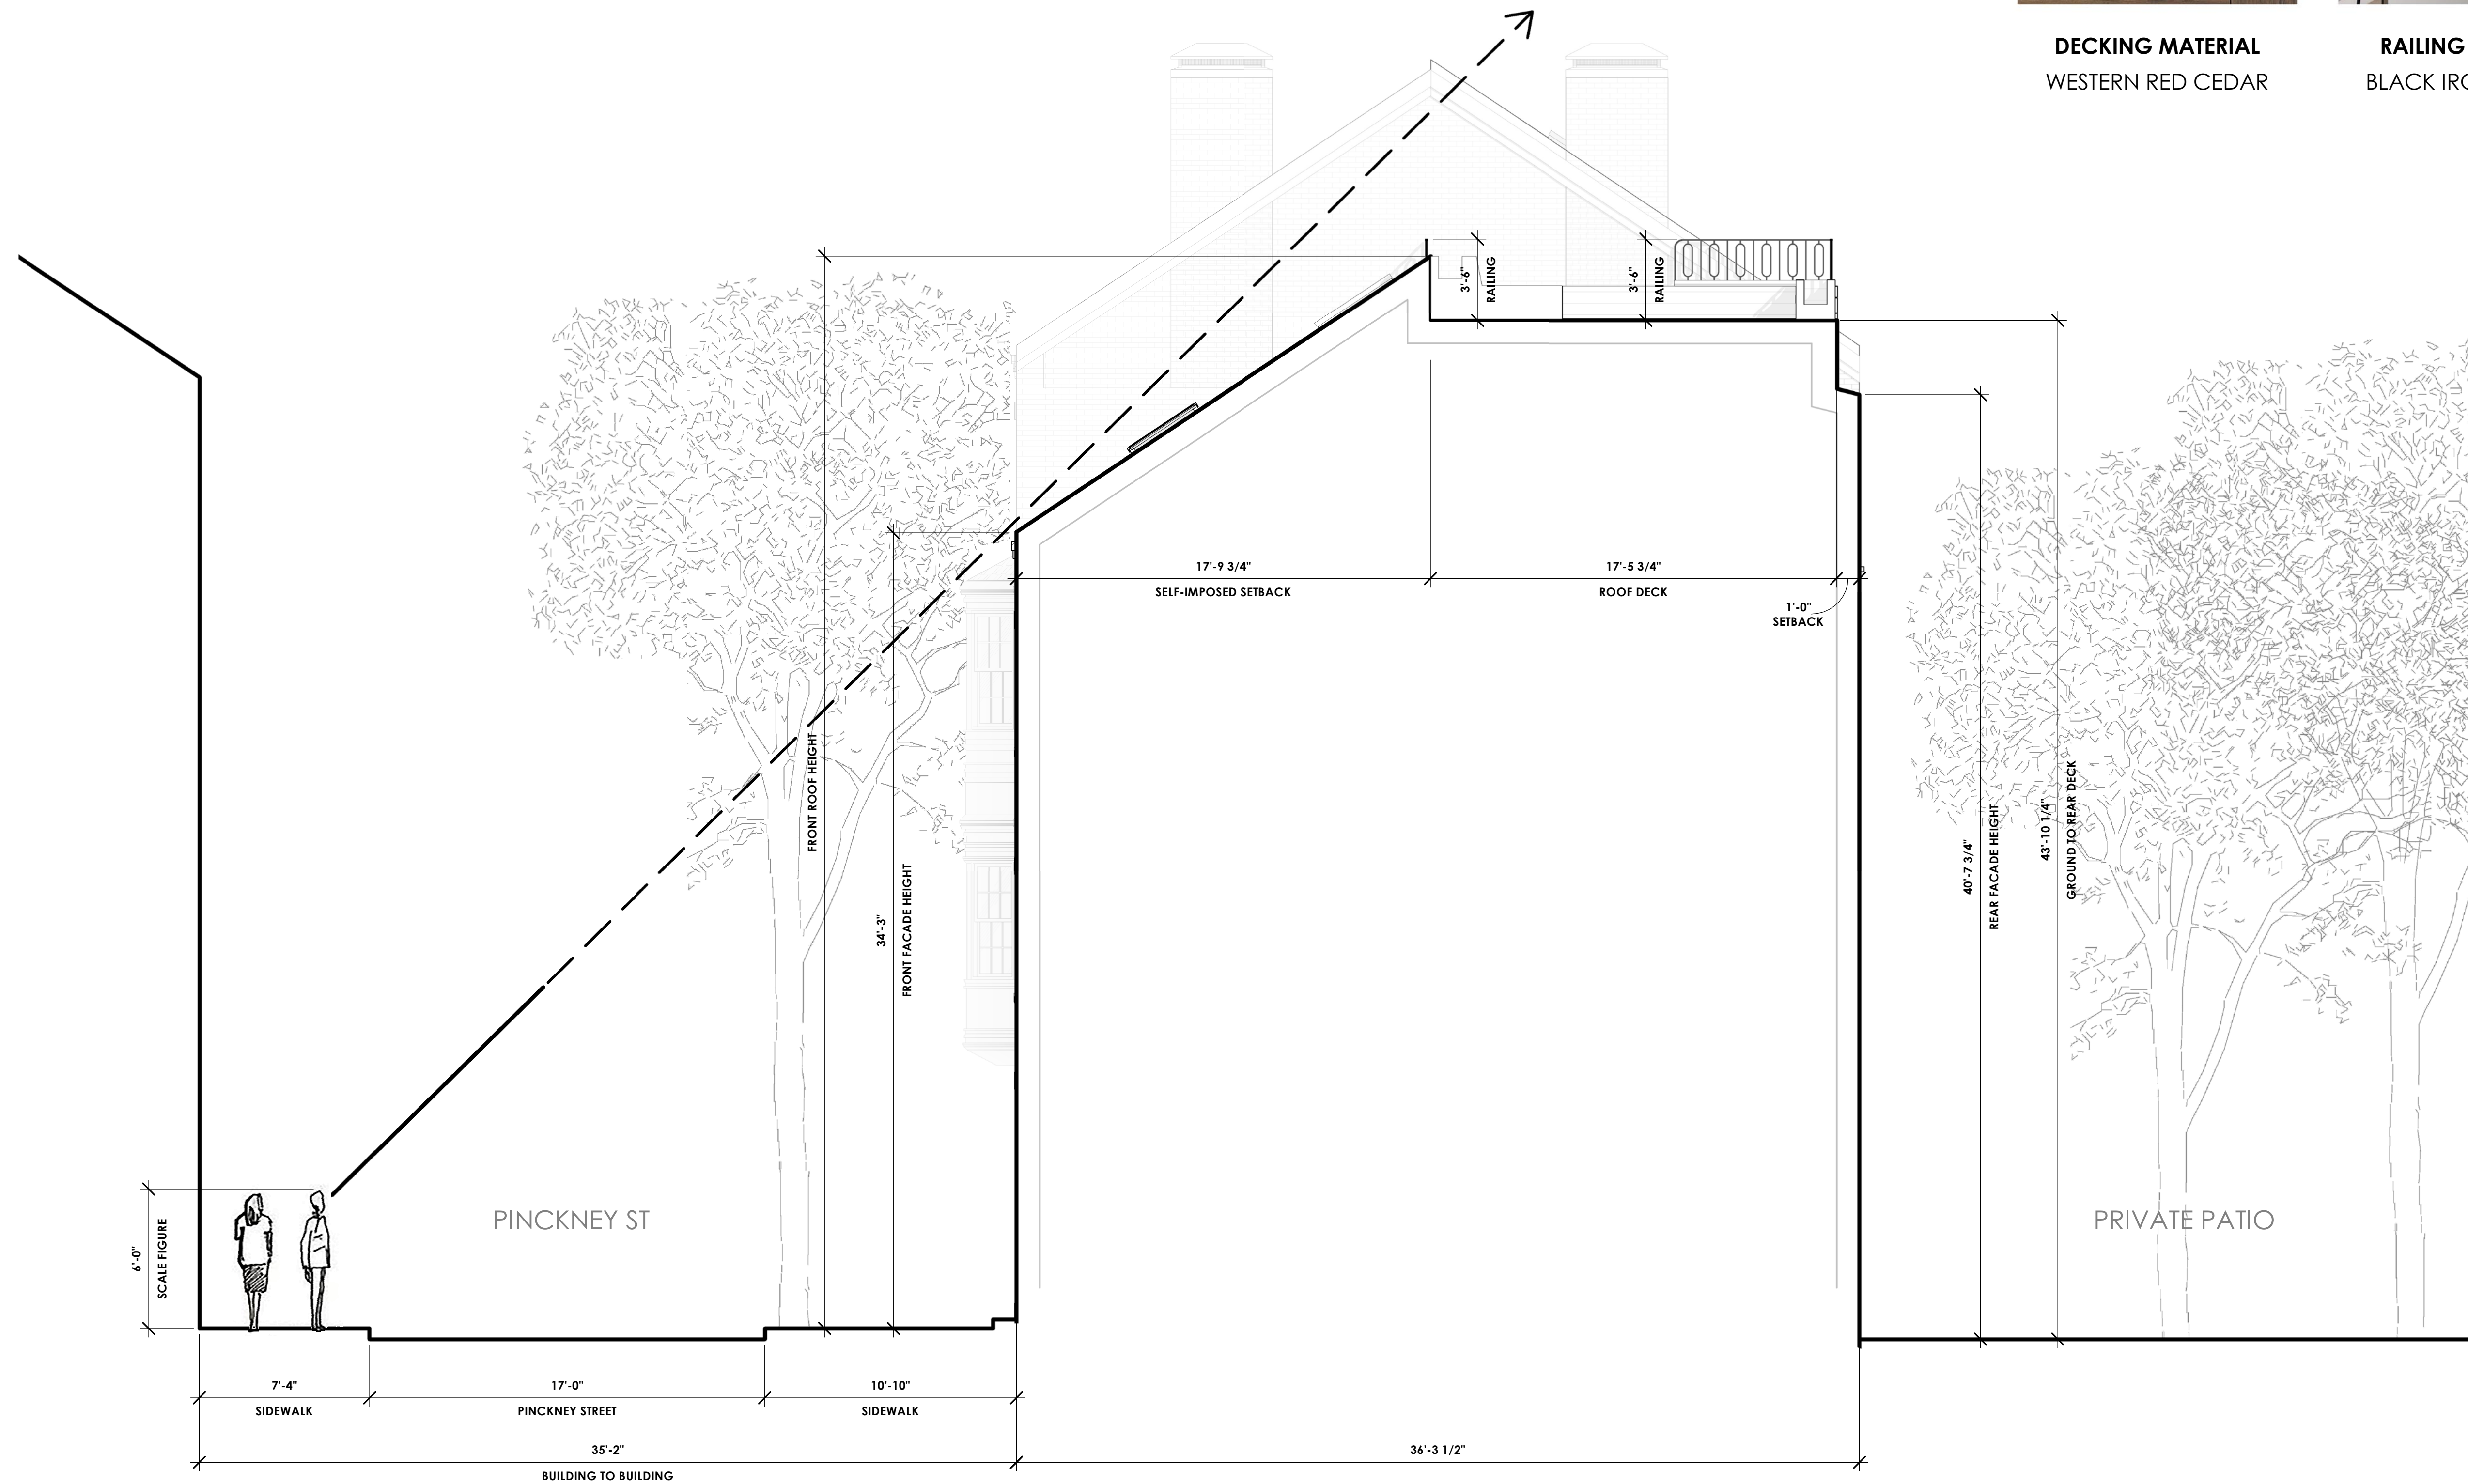 DECKING MATERIAL
WESTERN RED CEDAR
RAILING
BLACK IRO
3'-6"
RAILING
3'-6"
RAILING
17'-9 3/4"
SELF-IMPOSED SETBACK
17'-5 3/4"
ROOF DECK
1'-0"
SETBACK
FRONT ROOF HEIGHT
34'-3"
FRONT FACADE HEIGHT
40'-7 3/4"
REAR FACADE HEIGHT
43'-10 1/4"
GROUND TO REAR DECK
6'-0"
SCALE FIGURE
PINCKNEY ST
PRIVATE PATIO
7'-4"
SIDEWALK
17'-0"
PINCKNEY STREET
10'-10"
SIDEWALK
35'-2"
BUILDING TO BUILDING
36'-3 1/2"